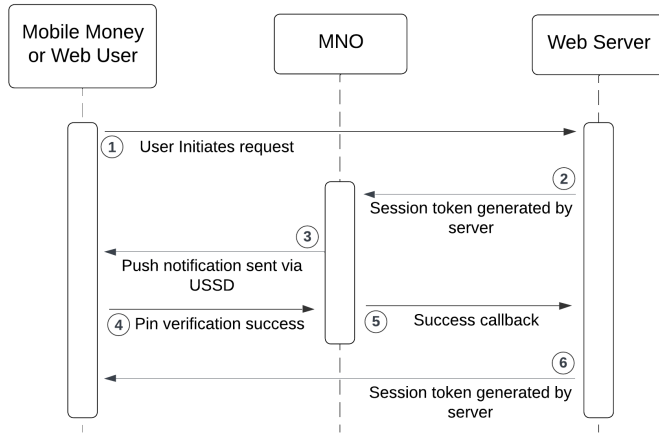 Mobile Money
or Web User
MNO
Web Server
1
User Initiates request
2
Session token generated by
server
3
Push notification sent via
USSD
4
Pin verification success
5
Success callback
6
Session token generated by
server